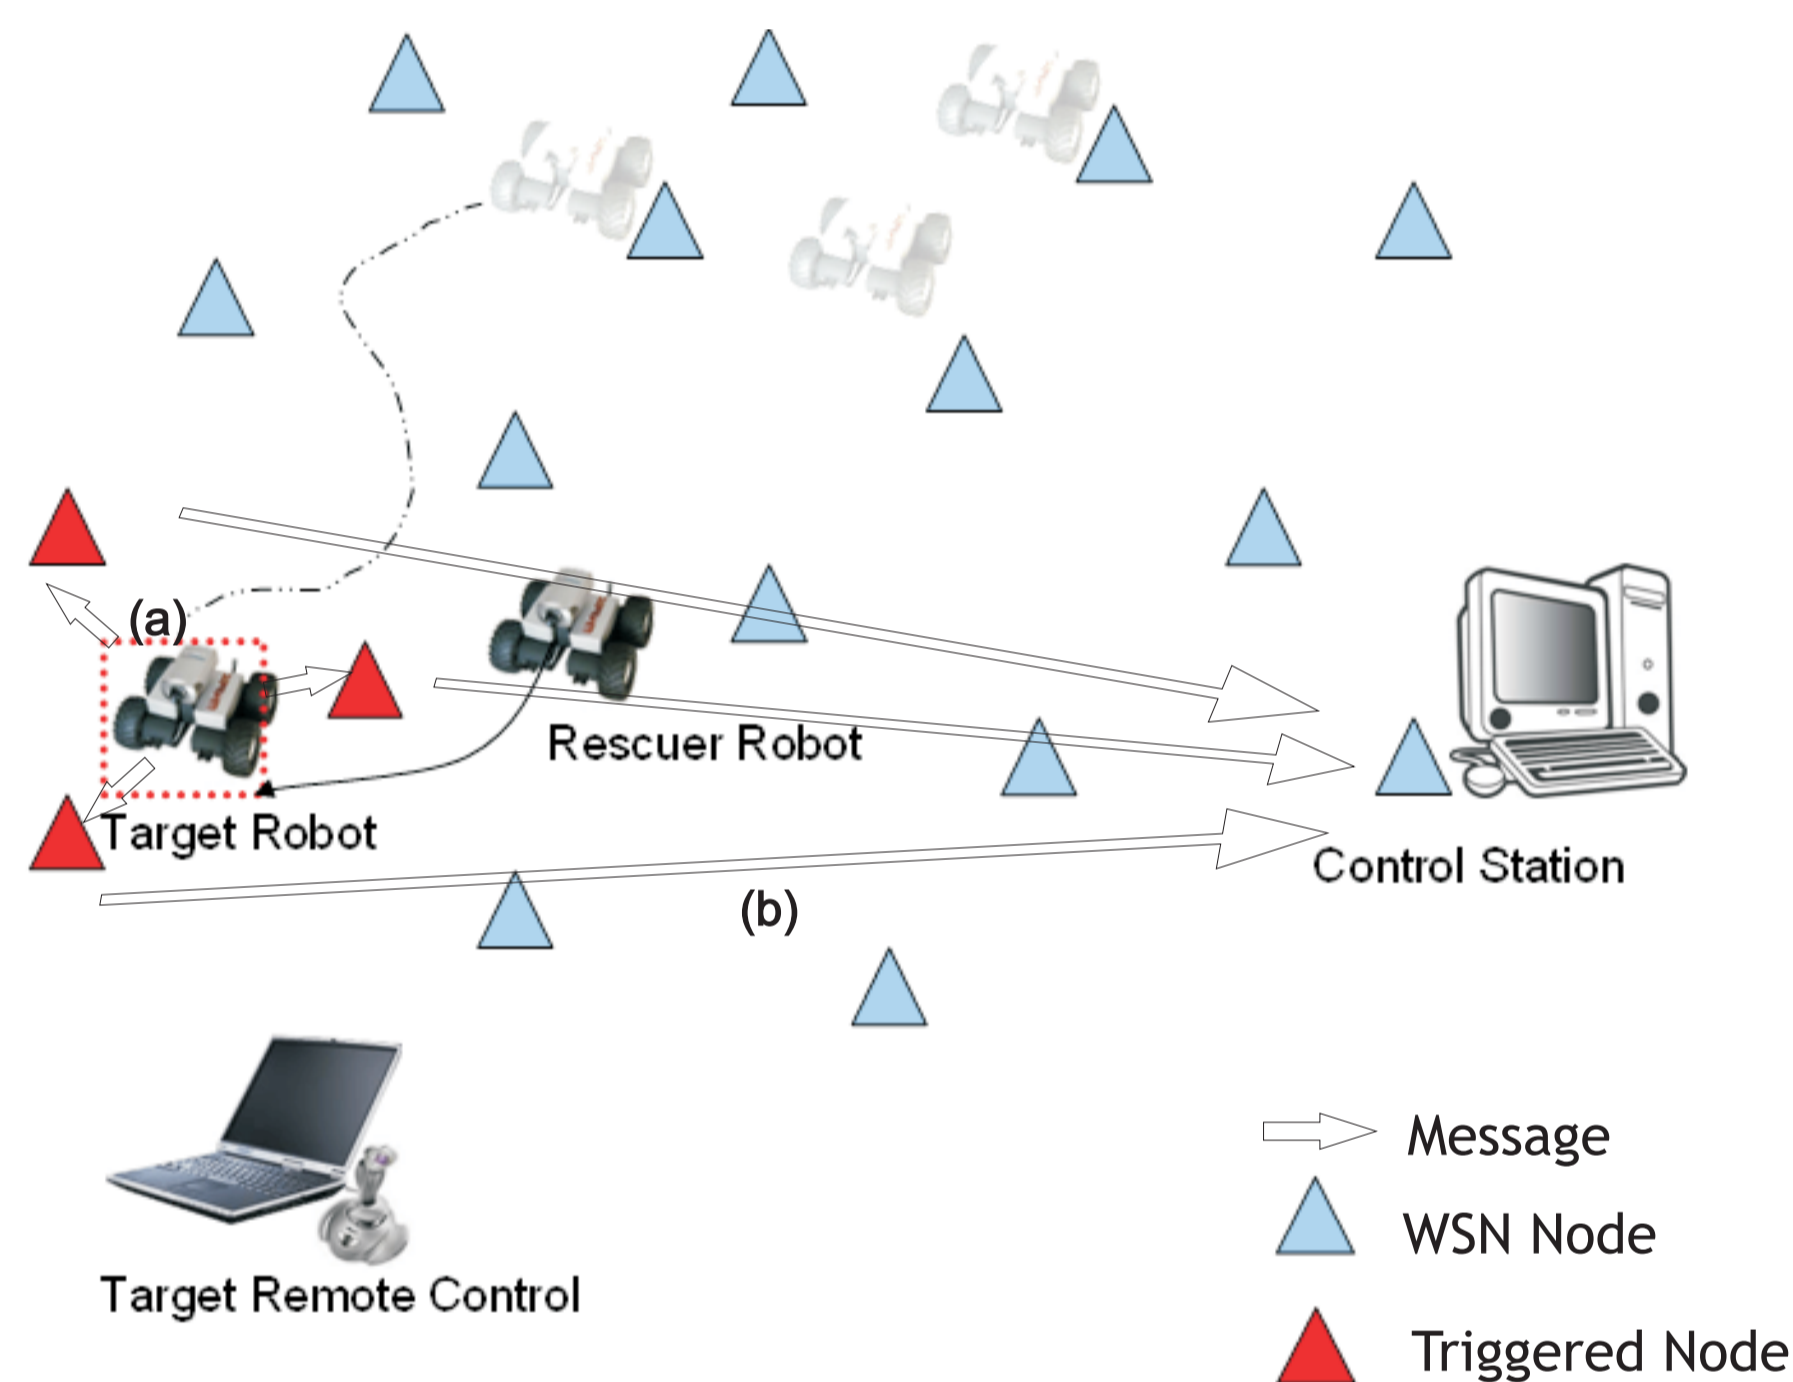 (a)
Rescuer Robot
Target Robot
Control Station
(b)
Target Remote Control
Message
WSN Node
Triggered Node